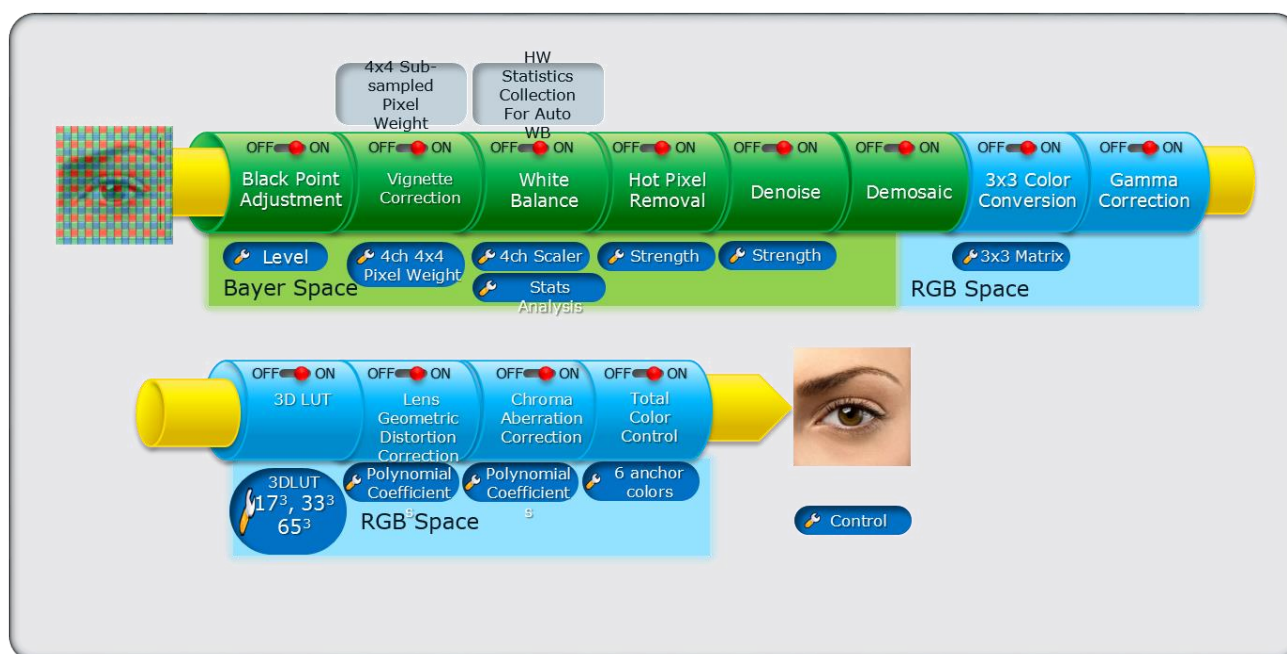 4x4 Sub-
sampled
Pixel
Weight
HW
Statistics
Collection
For Auto
WB
OFF ON OFF ON OFF ON OFF ON OFF ON OFF ON OFF ON OFF ON
Black Point
Adjustment
Vignette
Correction
White
Balance
Hot Pixel
Removal
Denoise
Demosaic
3x3 Color
Conversion
Gamma
Correction
Level
4ch 4x4
Pixel Weight
4ch Scaler
Stats
Analysis
Strength
Strength
3x3 Matrix
Bayer Space
RGB Space
OFF ON OFF ON OFF ON OFF ON
3D LUT
Lens
Geometric
Distortion
Correction
Chroma
Aberration
Correction
Total
Color
Control
3DLUT
17³, 33³
65³
Polynomial
Coefficient
s
Polynomial
Coefficient
s
6 anchor
colors
RGB Space
Control